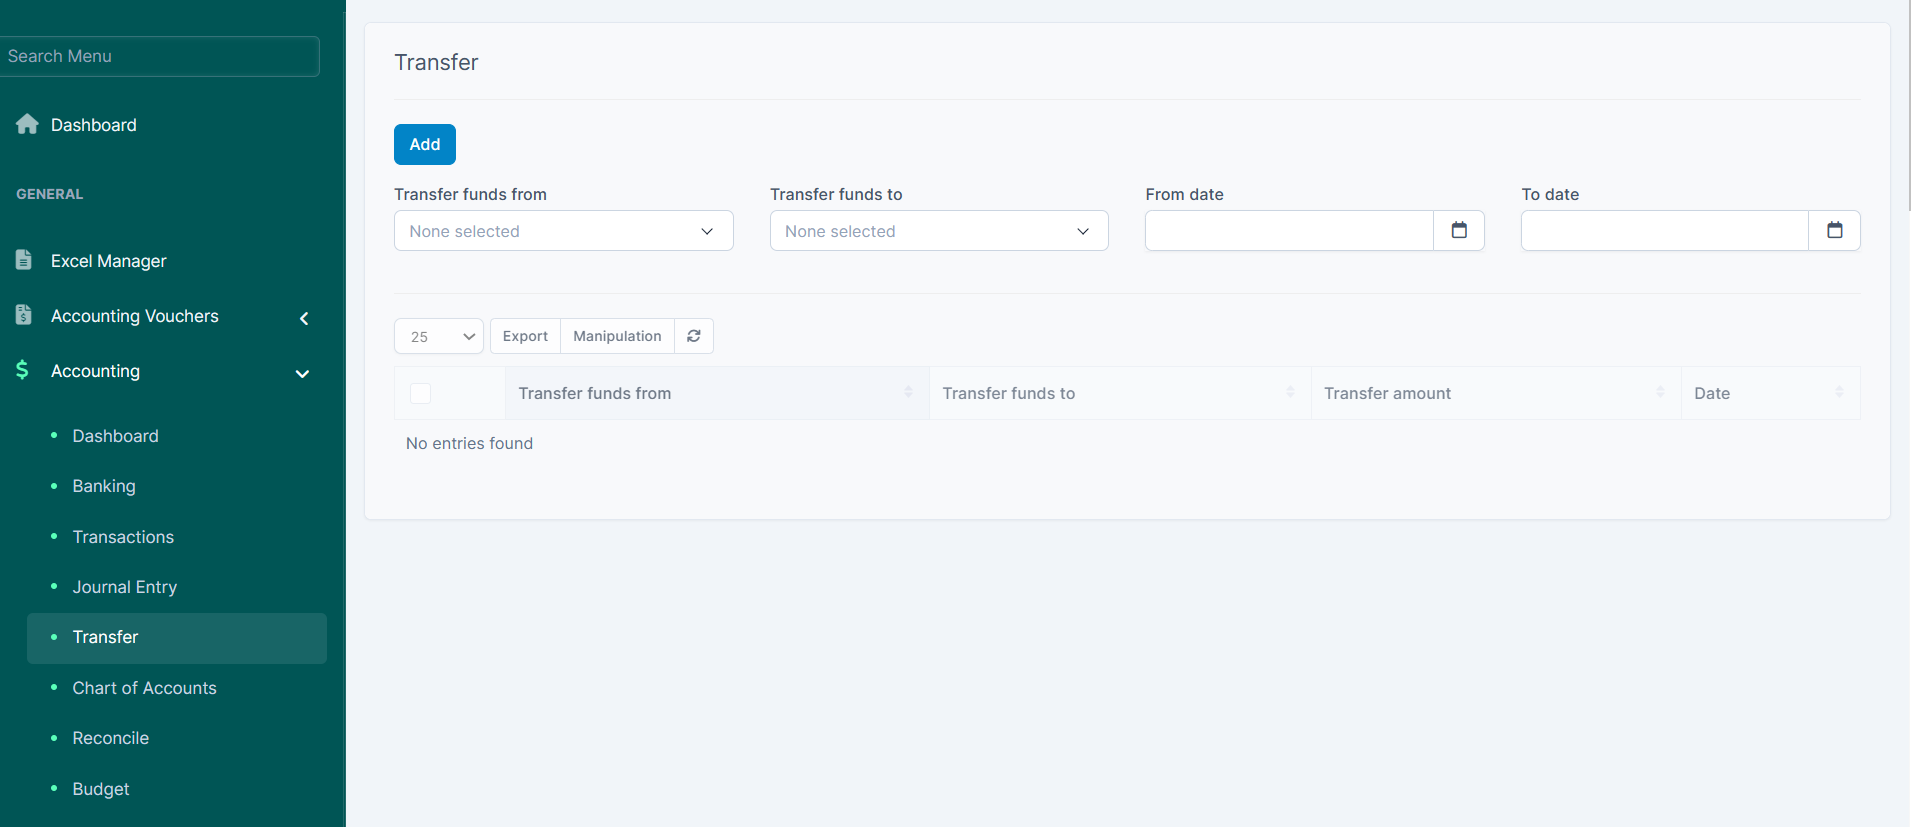 Search Menu
Dashboard
GENERAL
Excel Manager
Accounting Vouchers
Accounting
Dashboard
Banking
Transactions
Journal Entry
Transfer
Chart of Accounts
Reconcile
Budget
Transfer
Add
Transfer funds from
Transfer funds to
From date
To date
None selected
None selected
25
Export
Manipulation
Transfer funds from
Transfer funds to
Transfer amount
Date
No entries found